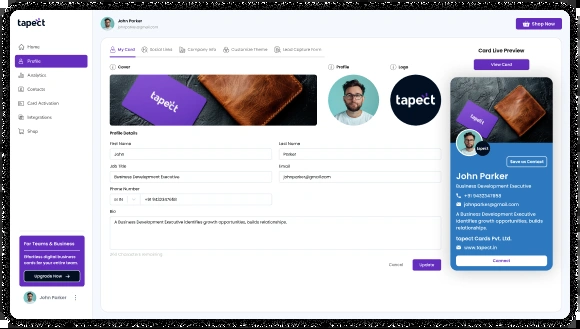 tapect
John Parker
johnparker@gmail.com
Shop Now
Home
Profile
Analytics
Contacts
Card Activation
Integrations
Shop
For Teams & Business
Effortless digital business
cards for your entire team.
Upgrade Now →
John Parker
My Card
Social Links
Company Info
Customize Theme
Lead Capture Form
Cover
Profile
Logo
tapect
tapect
Profile Details
First Name
Last Name
John
Parker
Job Title
Email
Business Development Executive
johnparker@gmail.com
Phone Number
IN
+91 9432347658
Bio
A Business Development Executive identifies growth opportunities, builds relationships.
characters remaining
Cancel
Update
Card Live Preview
View Card
tapect
tapect
Save as Contact
John Parker
Business Development Executive
+91 9432347658
johnparker@gmail.com
A Business Development Executive
identifies growth opportunities, builds
relationships.
tapect Cards Pvt. Ltd.
www.tapect.in
Connect